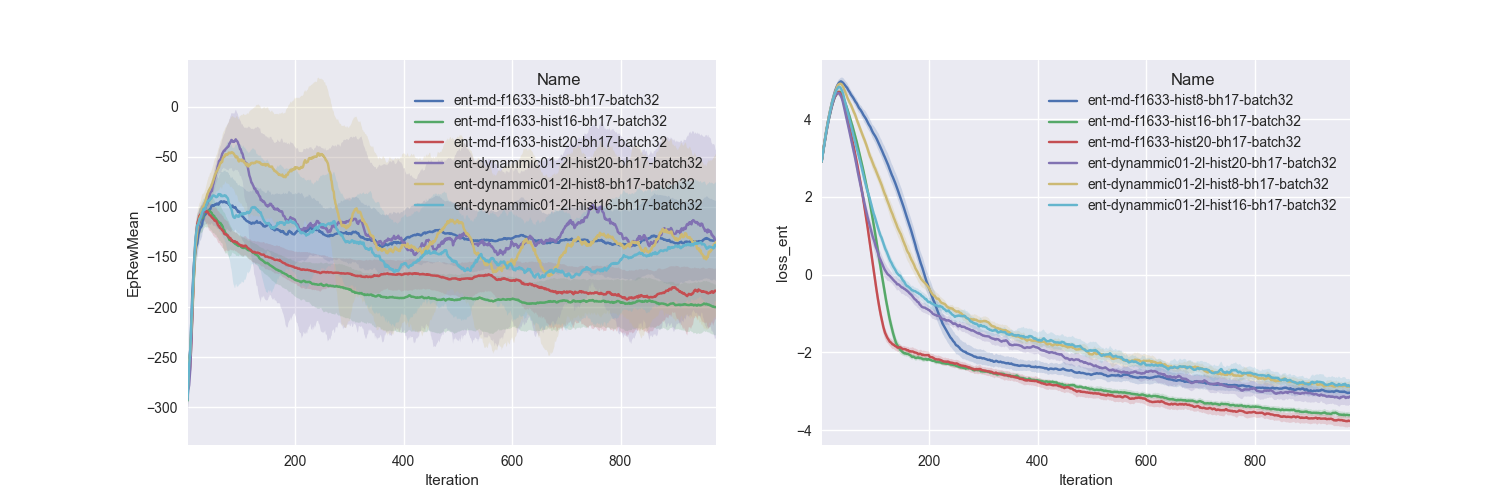 Name
ent-md-f1633-hist8-bh17-batch32
ent-md-f1633-hist16-bh17-batch32
ent-md-f1633-hist20-bh17-batch32
ent-dynammic01-2l-hist20-bh17-batch32
ent-dynammic01-2l-hist8-bh17-batch32
ent-dynammic01-2l-hist16-bh17-batch32
0
−50
−100
−150
−200
−250
−300
EpRewMean
200 400 600 800
Iteration
Name
ent-md-f1633-hist8-bh17-batch32
ent-md-f1633-hist16-bh17-batch32
ent-md-f1633-hist20-bh17-batch32
ent-dynammic01-2l-hist20-bh17-batch32
ent-dynammic01-2l-hist8-bh17-batch32
ent-dynammic01-2l-hist16-bh17-batch32
4
2
0
−2
−4
loss_ent
200 400 600 800
Iteration